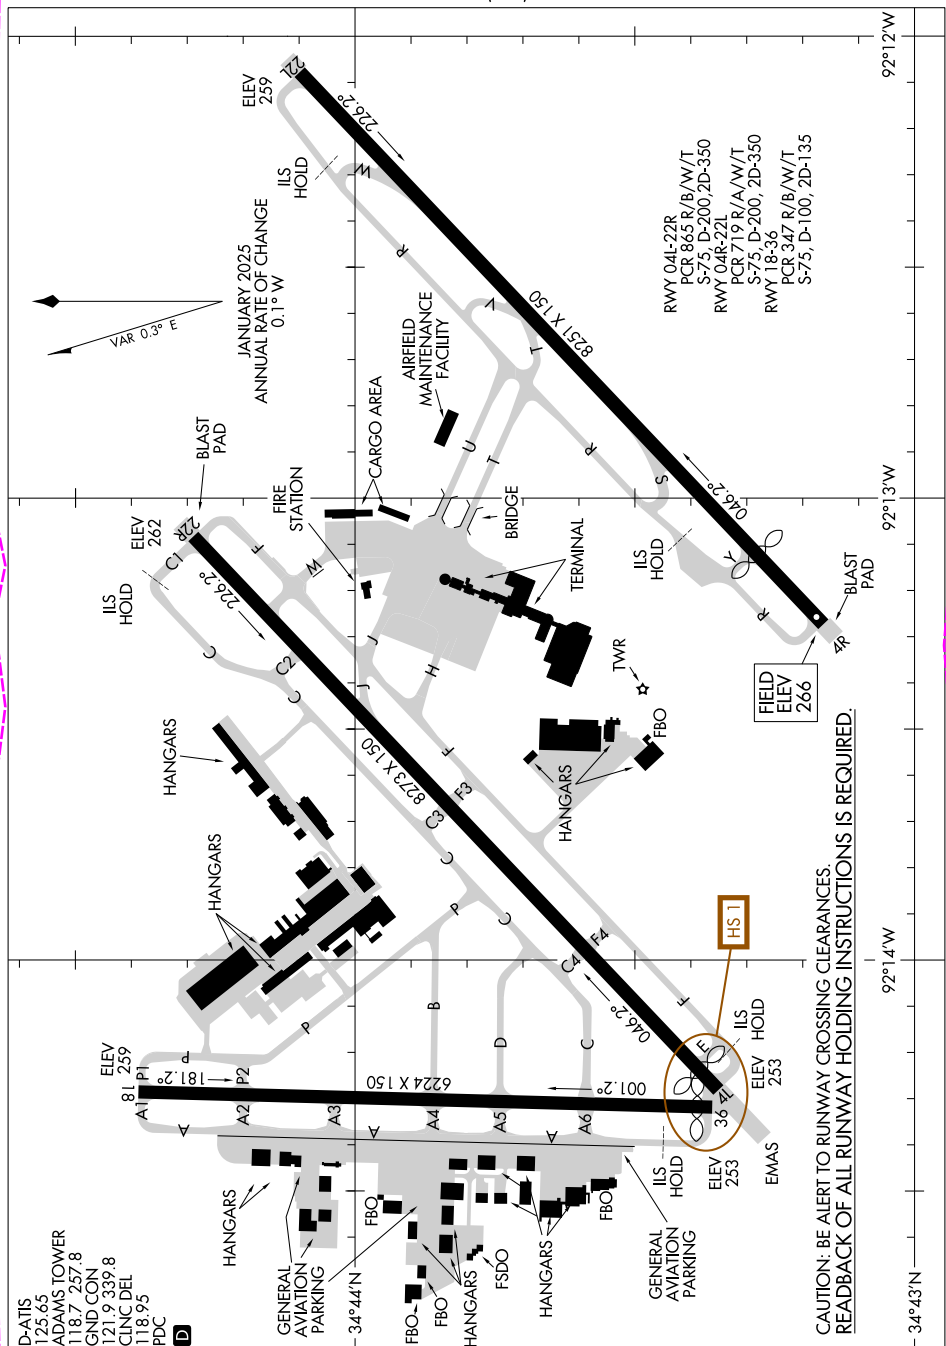 D-ATIS
125.65
ADAMS TOWER
118.7 257.8
GND CON
121.9 339.8
CLNC DEL
118.95
PDC
D
VAR 0.3° E
JANUARY 2025
ANNUAL RATE OF CHANGE
0.1° W
ELEV
259
22L
226.2°
ILS
HOLD
W
R
V
T
8251 X 150
AIRFIELD
MAINTENANCE
FACILITY
CARGO AREA
U
T
R
S
BRIDGE
FIRE
STATION
BLAST
PAD
ELEV
262
22R
C1
F
W
226.2°
ILS
HOLD
C
C2
C
J
J
H
TERMINAL
TWR
FBO
HANGARS
HANGARS
HANGARS
8273 X 150
F
F3
C3
C
P
C
C4
F4
F
046.2°
046.2°
Y
R
ILS
HOLD
BLAST
PAD
4R
FIELD
ELEV
266
RWY 04L-22R
PCR 865 R/B/W/T
S-75, D-200, 2D-350
RWY 04R-22L
PCR 719 R/A/W/T
S-75, D-200, 2D-350
RWY 18-36
PCR 347 R/B/W/T
S-75, D-100, 2D-135
ELEV
259
18
A1
P1
P
P2
181.2°
P
A
A2
A3
A
A4
B
6224 X 150
A5
D
A
A6
C
001.2°
36
4L
E
HS 1
ILS
HOLD
ELEV
253
ILS
HOLD
ELEV
253
EMAS
HANGARS
GENERAL
AVIATION
PARKING
FBO
FBO
FBO
HANGARS
FSDO
HANGARS
FBO
GENERAL
AVIATION
PARKING
CAUTION: BE ALERT TO RUNWAY CROSSING CLEARANCES.
READBACK OF ALL RUNWAY HOLDING INSTRUCTIONS IS REQUIRED.
34°44'N
34°43'N
92°14'W
92°13'W
92°12'W